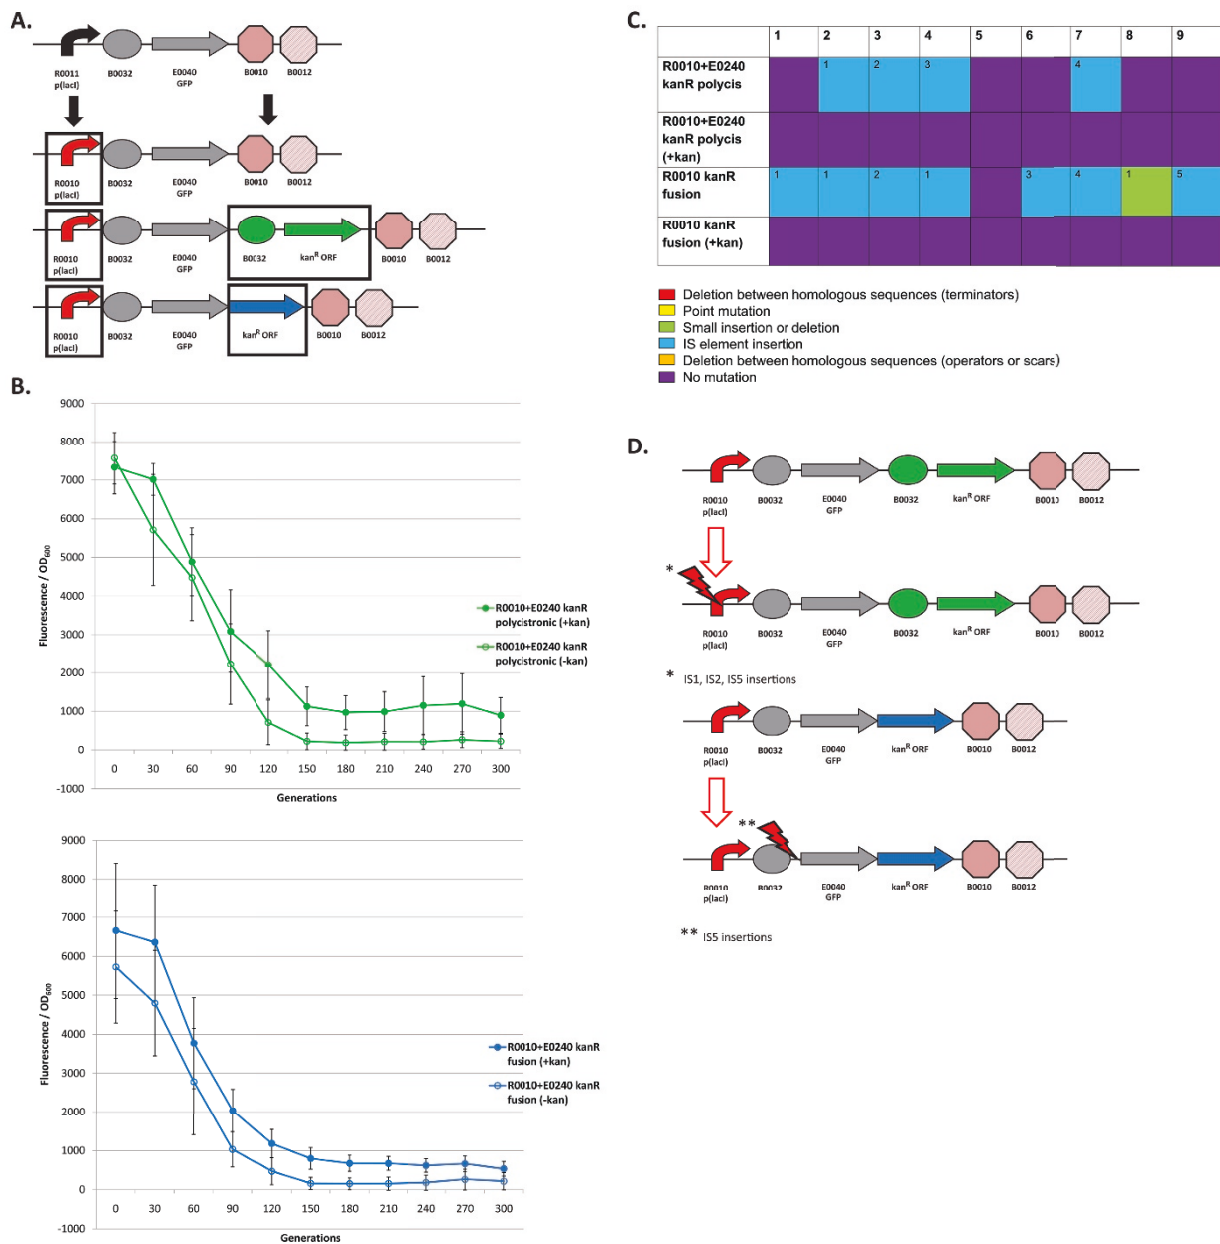 A.
R0011 B0032 E0040 B0010 B0012
p(lacI) GFP
R0010 B0032 E0040 B0010 B0012
p(lacI) GFP
R0010 B0032 E0040 B0032 kanR ORF B0010 B0012
p(lacI) GFP
R0010 B0032 E0040 kanR ORF B0010 B0012
p(lacI) GFP
B.
9000
8000
7000
6000
5000
4000
3000
2000
1000
0
-1000
Fluorescence / OD600
0 30 60 90 120 150 180 210 240 270 300
Generations
R0010+E0240 kanR
polycistronic (+kan)
R0010+E0240 kanR
polycistronic (-kan)
9000
8000
7000
6000
5000
4000
3000
2000
1000
0
-1000
Fluorescence / OD600
0 30 60 90 120 150 180 210 240 270 300
Generations
R0010+E0240 kanR
fusion (+kan)
R0010+E0240 kanR
fusion (-kan)
C.
1 2 3 4 5 6 7 8 9
R0010+E0240 1 2 3 4
kanR polycis
R0010+E0240
kanR polycis
(+kan)
R0010 kanR 1 1 2 1 3 4 1 5
fusion
R0010 kanR
fusion (+kan)
Deletion between homologous sequences (terminators)
Point mutation
Small insertion or deletion
IS element insertion
Deletion between homologous sequences (operators or scars)
No mutation
D.
R0010 B0032 E0040 B0032 kanR ORF B0010 B0012
p(lacI) GFP
*
R0010 B0032 E0040 B0032 kanR ORF B0010 B0012
p(lacI) GFP
* IS1, IS2, IS5 insertions
R0010 B0032 E0040 kanR ORF B0010 B0012
p(lacI) GFP
**
R0010 B0032 E0040 kanR ORF B0010 B0012
p(lacI) GFP
** IS5 insertions